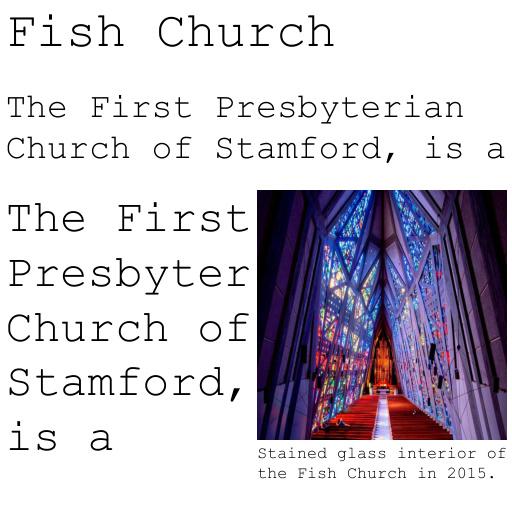 Fish Church
The First Presbyterian
Church of Stamford, is a
The First
Presbyter
Church of
Stamford,
is a
Stained glass interior of
the Fish Church in 2015.